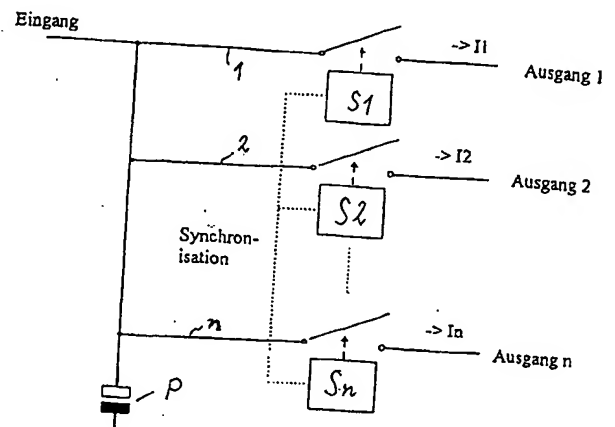 Eingang
-> I1
1
S1
Ausgang 1
2
-> I2
S2
Ausgang 2
Synchron-
isation
n
-> In
Sn
Ausgang n
P